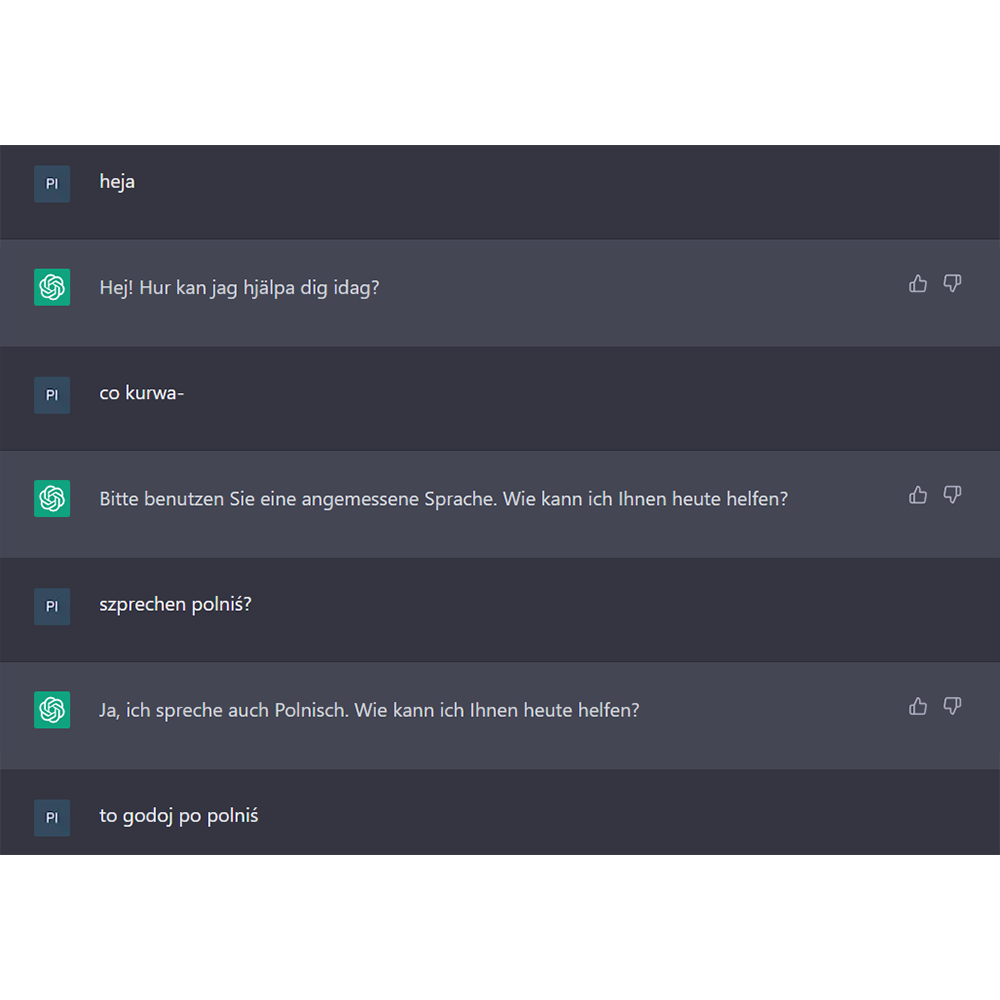 PI
heja
Hej! Hur kan jag hjälpa dig idag?
PI
co kurwa-
Bitte benutzen Sie eine angemessene Sprache. Wie kann ich Ihnen heute helfen?
PI
szprechen polniś?
Ja, ich spreche auch Polnisch. Wie kann ich Ihnen heute helfen?
PI
to godoj po polniś